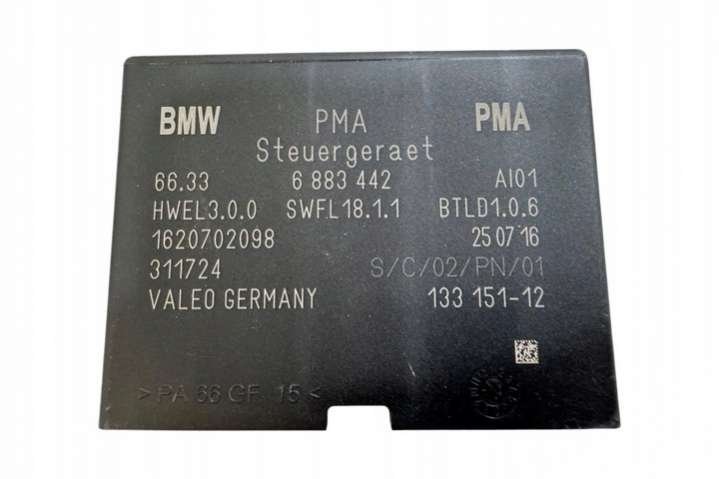 BMW PMA PMA
Steuergeraet
66.33 6 883 442 AI01
HWEL3.0.0 SWFL18.1.1 BTLD1.0.6
1620702098 25 07 16
311724 S/C/02/PN/01
VALEO GERMANY 133 151-12
>PA 66 GF 15<